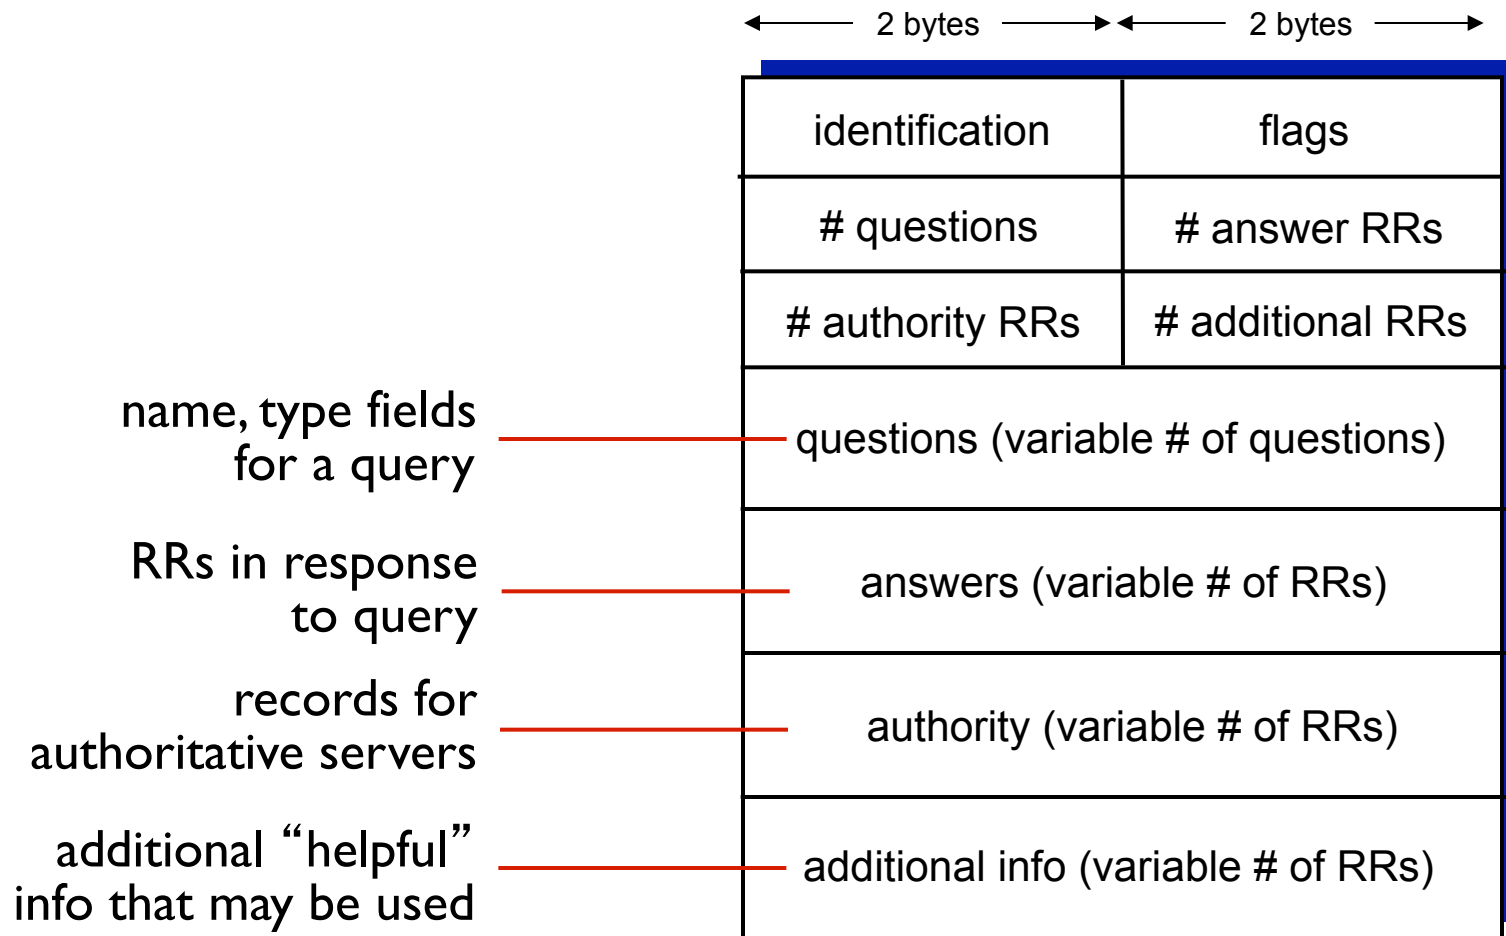 2 bytes 2 bytes
identification flags
# questions # answer RRs
# authority RRs # additional RRs
name, type fields
for a query
questions (variable # of questions)
RRs in response
to query
answers (variable # of RRs)
records for
authoritative servers
authority (variable # of RRs)
additional “helpful”
info that may be used
additional info (variable # of RRs)